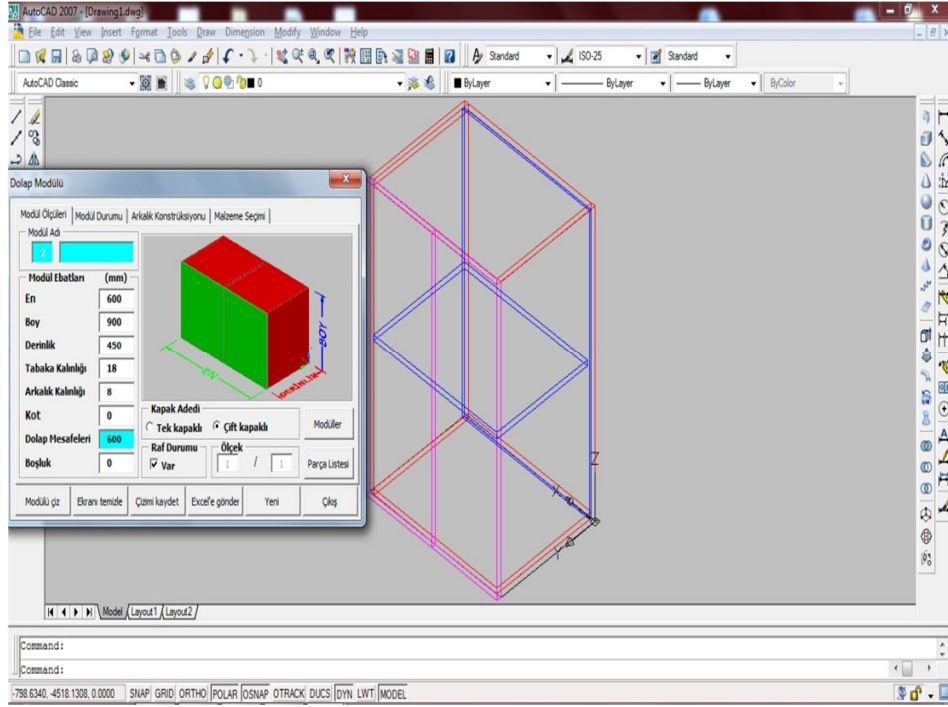 AutoCAD 2007 - [Drawing1.dwg]
File Edit View Insert Format Tools Draw Dimension Modify Window Help
Standard ISO-25 Standard
AutoCAD Classic 0 ByLayer ByLayer ByLayer ByColor
Dolap Modülü
Modül Ölçüleri Modül Durumu Arkalık Konstrüksiyonu Malzeme Seçimi
Modül Adı
2
Modül Ebatları (mm)
En 600
Boy 900
Derinlik 450
Tabaka Kalınlığı 18
Arkalık Kalınlığı 8
Kot 0
Dolap Mesafeleri 600
Boşluk 0
EN
DERİNLİK
BOY
Kapak Adedi
Tek kapaklı Çift kapaklı
Modüller
Raf Durumu Ölçek
Var 1 / 1
Parça Listesi
Modülü çiz Ekranı temizle Çizimi kaydet Excel'e gönder Yeni Çıkış
Z
X
Y
Model Layout1 Layout2
Command:
Command:
-798.6340, -4518.1308, 0.0000 SNAP GRID ORTHO POLAR OSNAP OTRACK DUCS DYN LWT MODEL